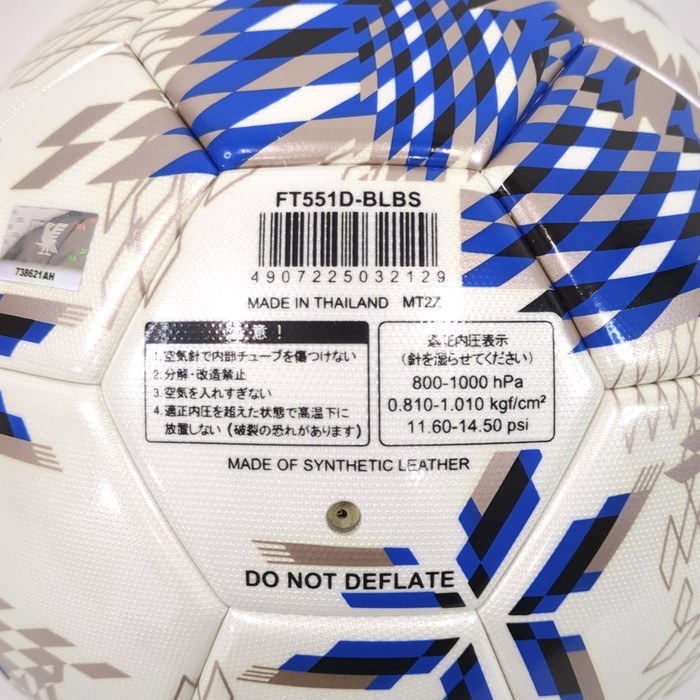 FT551D-BLBS
4907225032129
738621AH
MADE IN THAILAND MT2Z
意！
1.空気針で内部チューブを傷つけない
2.分解・改造禁止
3.空気を入れすぎない
4.適正内圧を超えた状態で高温下に
放置しない（破裂の恐れがあります）
適正内圧表示
（針を湿らせてください）
800-1000 hPa
0.810-1.010 kgf/cm²
11.60-14.50 psi
MADE OF SYNTHETIC LEATHER
DO NOT DEFLATE